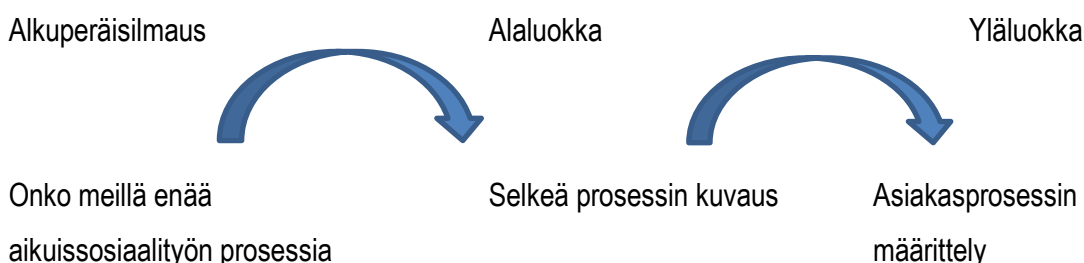 Alkuperäisilmaus Alaluokka Yläluokka
Onko meillä enää Selkeä prosessin kuvaus Asiakasprosessin
aikuissosiaalityön prosessia määrittely